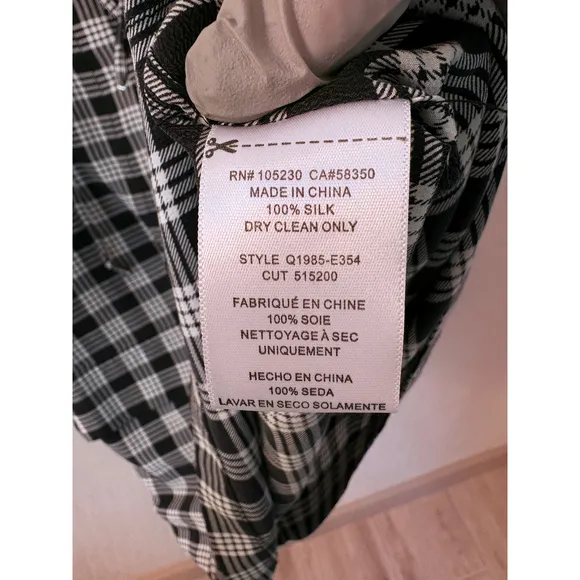 RN# 105230 CA#58350
MADE IN CHINA
100% SILK
DRY CLEAN ONLY
STYLE Q1985-E354
CUT 515200
FABRIQUÉ EN CHINE
100% SOIE
NETTOYAGE À SEC
UNIQUEMENT
HECHO EN CHINA
100% SEDA
LAVAR EN SECO SOLAMENTE